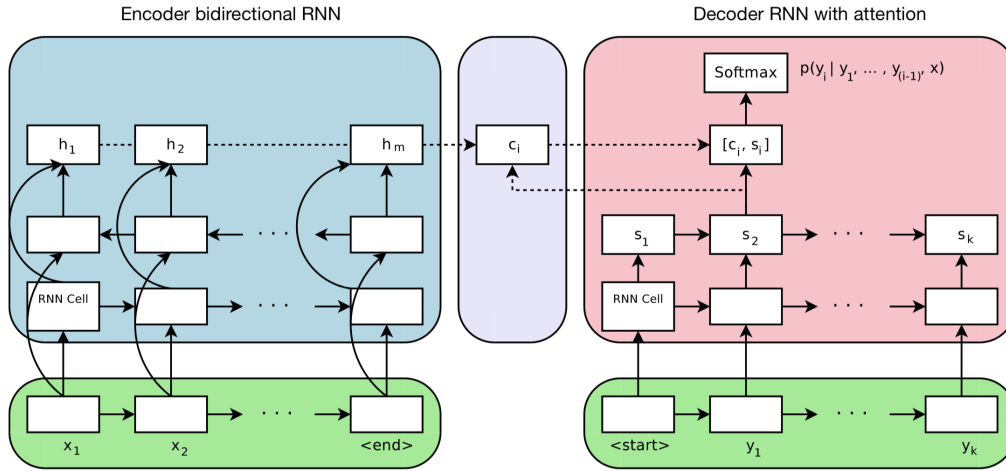 Encoder bidirectional RNN
Decoder RNN with attention
Softmax
p(y_i | y_1, ... , y_(i-1), x)
h_1
h_2
h_m
c_i
[c_i, s_i]
s_1
s_2
s_k
. . .
. . .
RNN Cell
. . .
RNN Cell
. . .
. . .
. . .
x_1
x_2
<end>
<start>
y_1
y_k